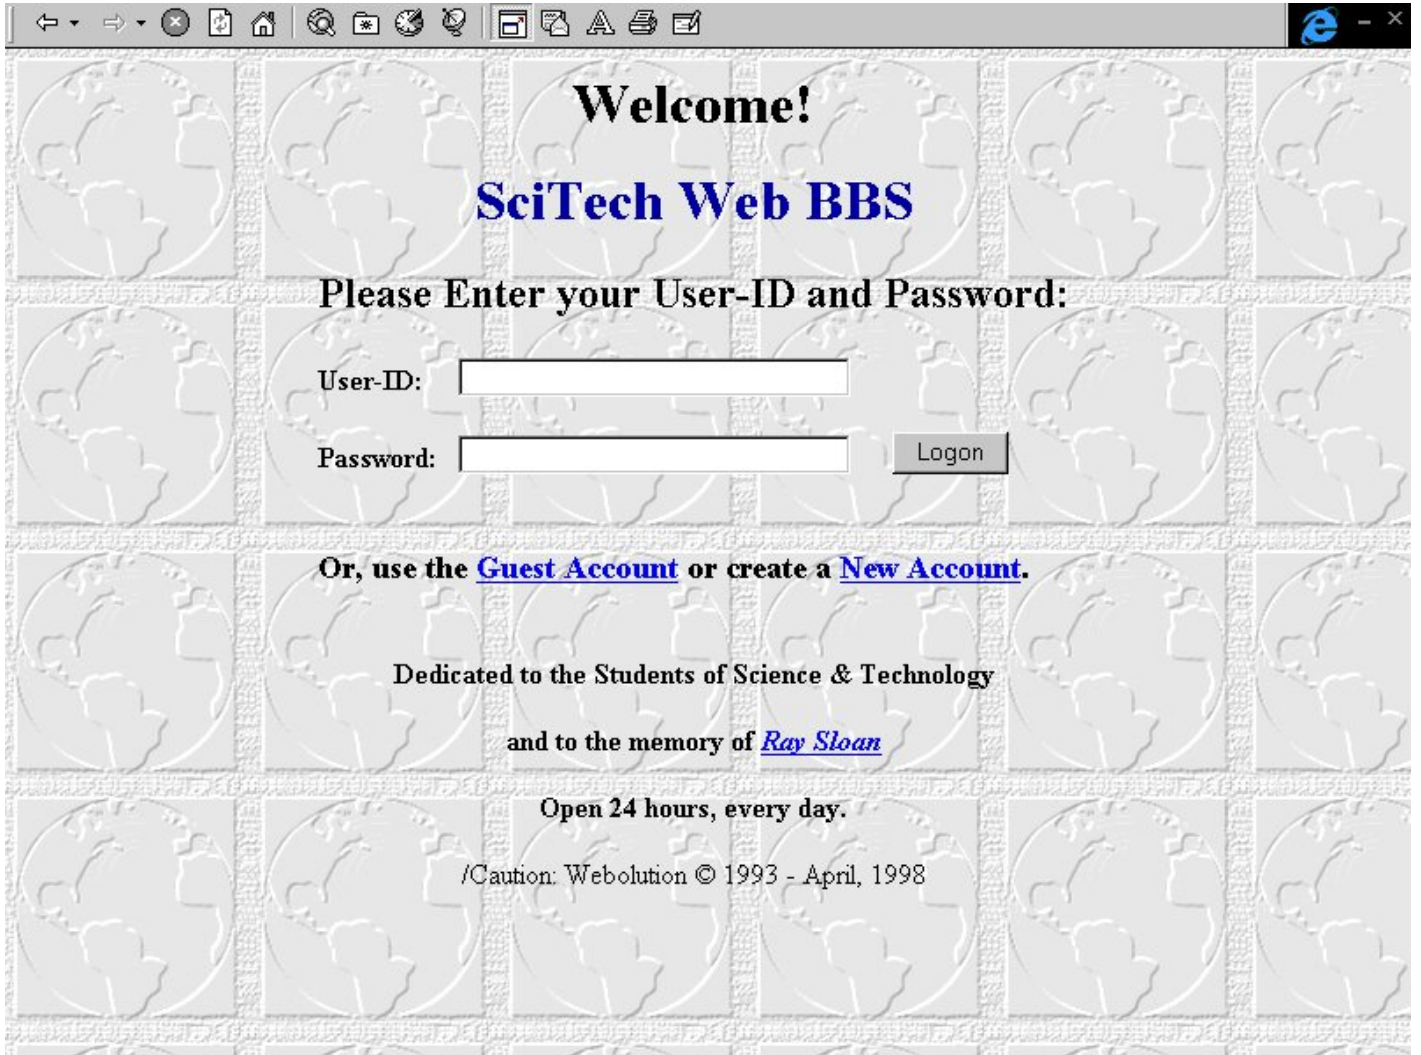 Welcome!
SciTech Web BBS
Please Enter your User-ID and Password:
User-ID:
Password:
Logon
Or, use the Guest Account or create a New Account.
Dedicated to the Students of Science & Technology
and to the memory of Ray Sloan
Open 24 hours, every day.
/Caution: Webolution © 1993 - April, 1998